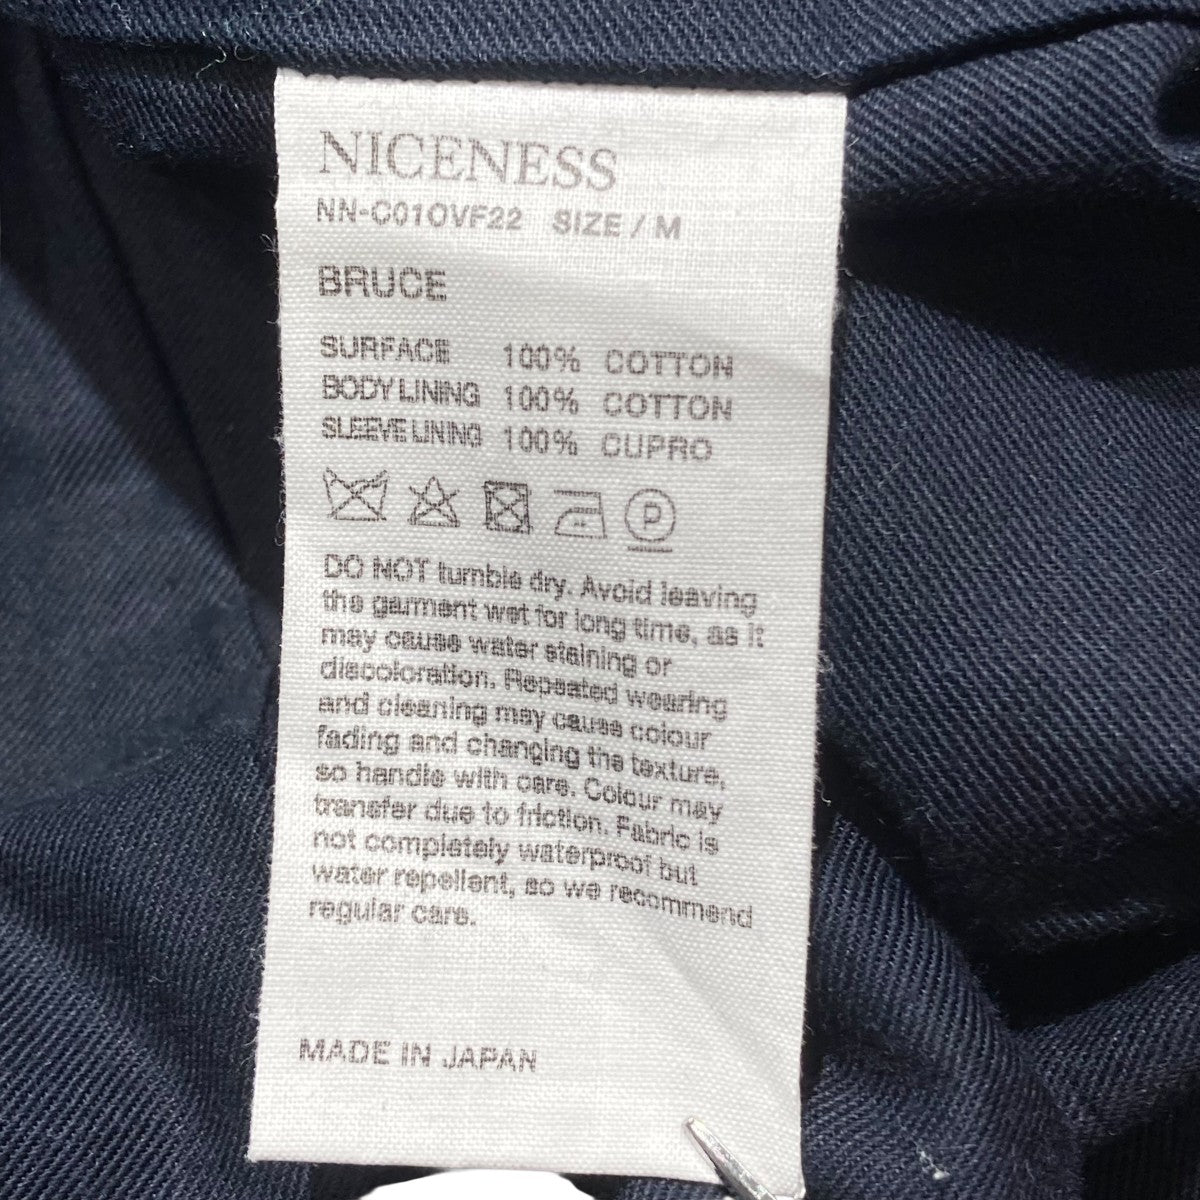 NICENESS
NN-C01OVF22 SIZE / M
BRUCE
SURFACE 100% COTTON
BODY LINING 100% COTTON
SLEEVE LINING 100% CUPRO
P
DO NOT tumble dry. Avoid leaving
the garment wet for long time, as it
may cause water staining or
discoloration. Repeated wearing
and cleaning may cause colour
fading and changing the texture,
so handle with care. Colour may
transfer due to friction. Fabric is
not completely waterproof but
water repellent, so we recommend
regular care.
MADE IN JAPAN